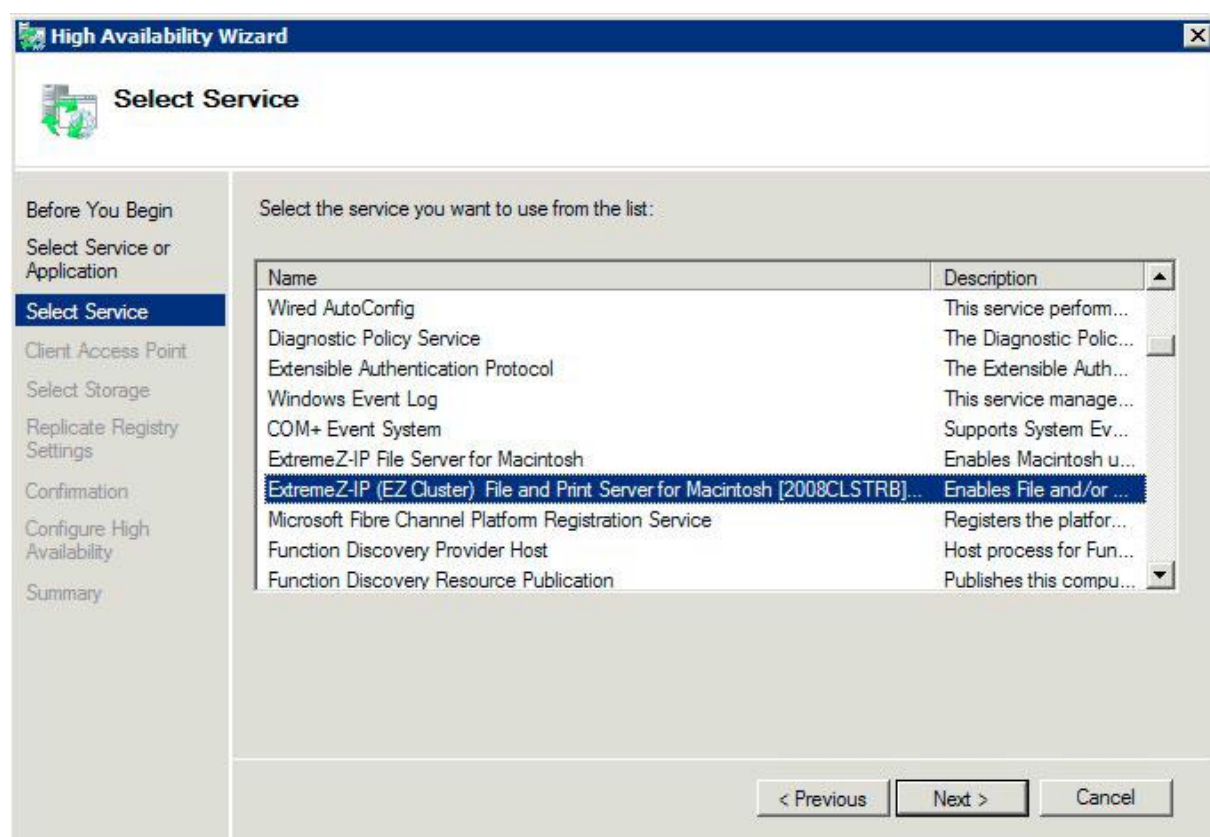 High Availability Wizard
Select Service
Before You Begin
Select Service or
Application
Select Service
Client Access Point
Select Storage
Replicate Registry
Settings
Confirmation
Configure High
Availability
Summary
Select the service you want to use from the list:
Name Description
Wired AutoConfig This service perform...
Diagnostic Policy Service The Diagnostic Polic...
Extensible Authentication Protocol The Extensible Auth...
Windows Event Log This service manage...
COM+ Event System Supports System Ev...
ExtremeZ-IP File Server for Macintosh Enables Macintosh u...
ExtremeZ-IP (EZ Cluster) File and Print Server for Macintosh [2008CLSTRB]... Enables File and/or ...
Microsoft Fibre Channel Platform Registration Service Registers the platfor...
Function Discovery Provider Host Host process for Fun...
Function Discovery Resource Publication Publishes this compu...
< Previous Next > Cancel